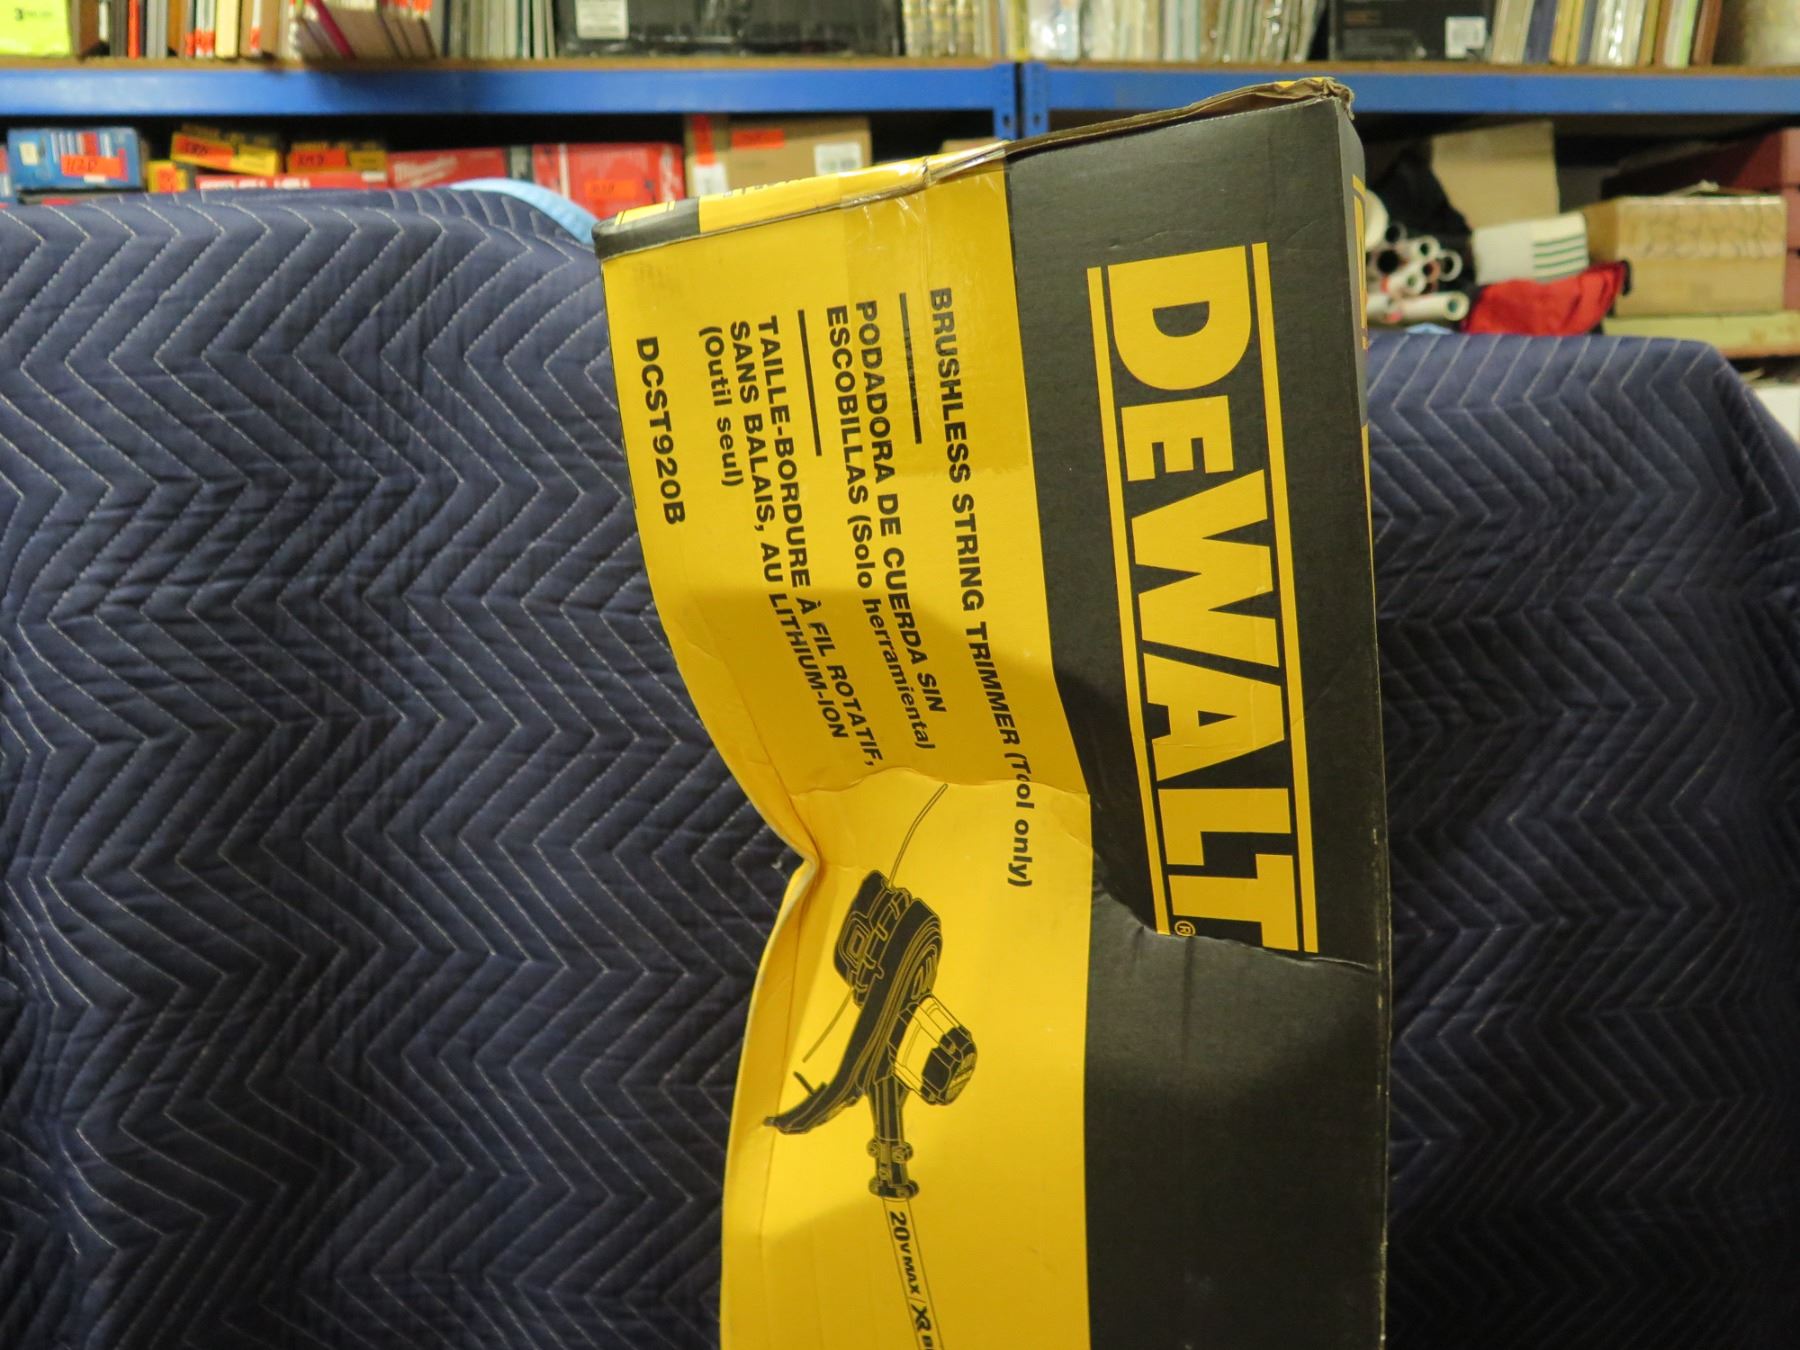 DEWALT®
BRUSHLESS STRING TRIMMER (Tool only)
PODADORA DE CUERDA SIN
ESCOBILLAS (Solo herramienta)
TAILLE-BORDURE À FIL ROTATIF,
SANS BALAIS, AU LITHIUM-ION
(Outil seul)
DCST920B
20V MAX / XR